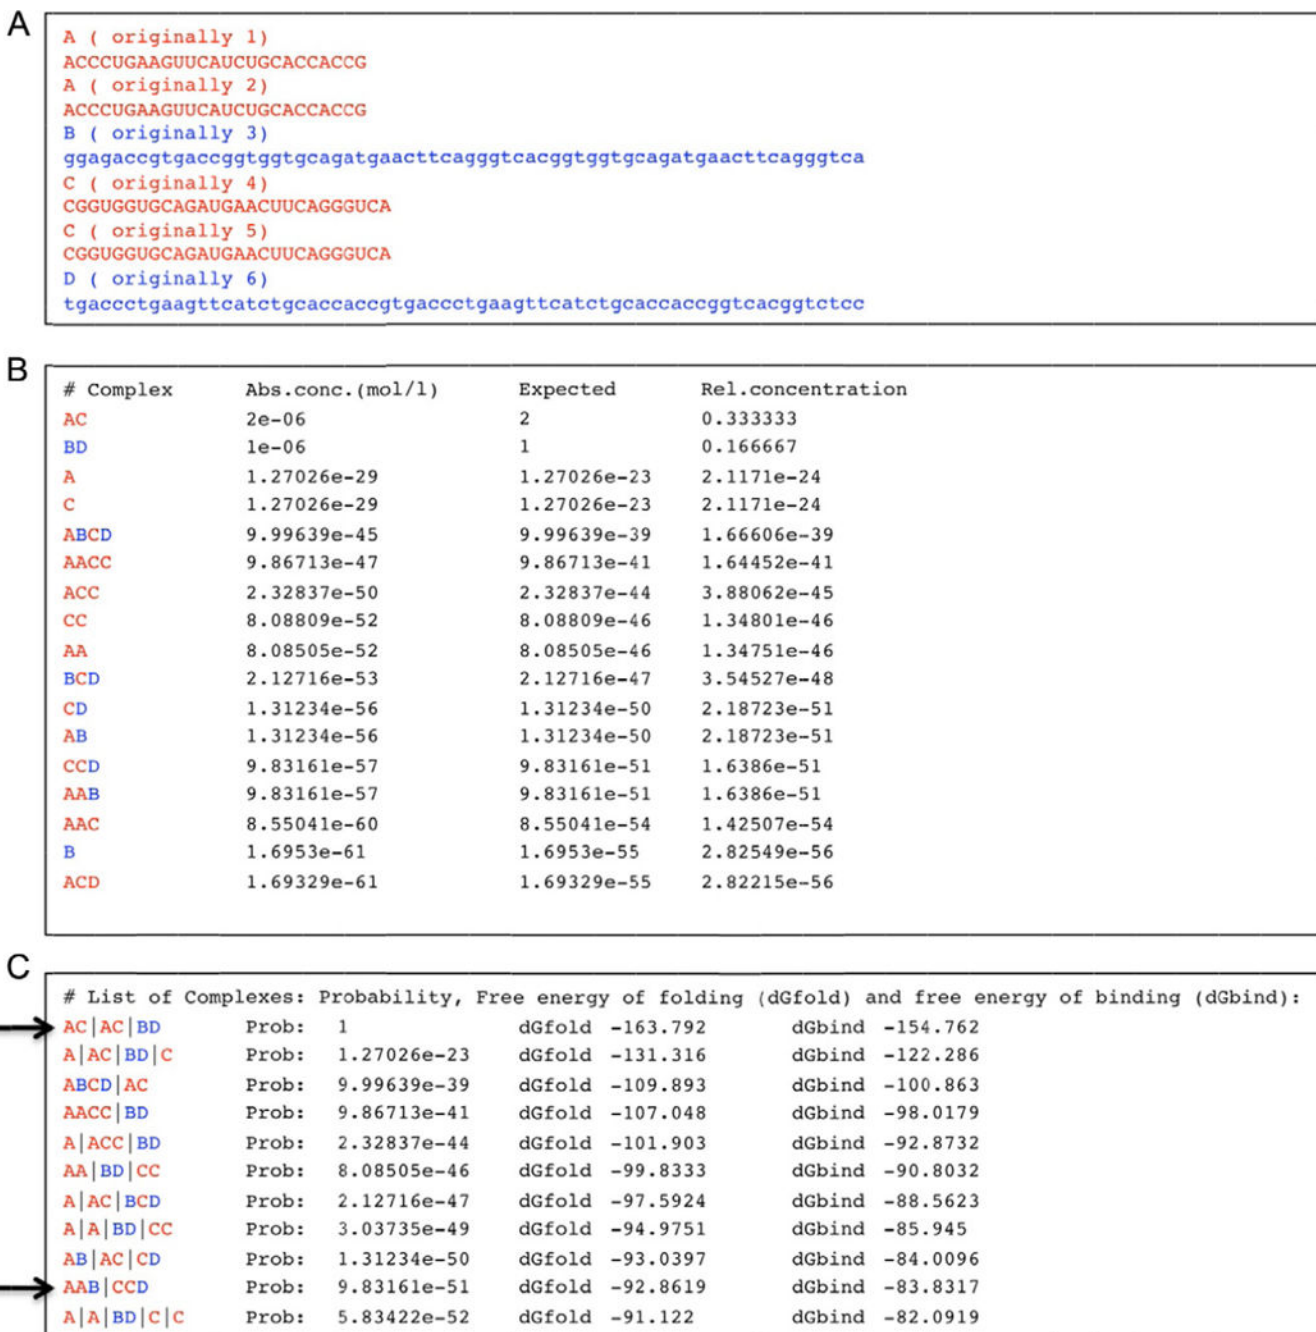 A
A ( originally 1)
ACCCUGAAGUUCAUCUGCACCACCG
A ( originally 2)
ACCCUGAAGUUCAUCUGCACCACCG
B ( originally 3)
ggagaccgtgaccggtggtgcagatgaacttcagggtcacggtggtgcagatgaacttcagggtca
C ( originally 4)
CGGUGGUGCAGAUGAACUUCAGGGUCA
C ( originally 5)
CGGUGGUGCAGAUGAACUUCAGGGUCA
D ( originally 6)
tgaccctgaagttcatctgcaccaccgtgaccctgaagttcatctgcaccaccggtcacggtctcc
B
# Complex Abs.conc.(mol/l) Expected Rel.concentration
AC 2e-06 2 0.333333
BD 1e-06 1 0.166667
A 1.27026e-29 1.27026e-23 2.1171e-24
C 1.27026e-29 1.27026e-23 2.1171e-24
ABCD 9.99639e-45 9.99639e-39 1.66606e-39
AACC 9.86713e-47 9.86713e-41 1.64452e-41
ACC 2.32837e-50 2.32837e-44 3.88062e-45
CC 8.08809e-52 8.08809e-46 1.34801e-46
AA 8.08505e-52 8.08505e-46 1.34751e-46
BCD 2.12716e-53 2.12716e-47 3.54527e-48
CD 1.31234e-56 1.31234e-50 2.18723e-51
AB 1.31234e-56 1.31234e-50 2.18723e-51
CCD 9.83161e-57 9.83161e-51 1.6386e-51
AAB 9.83161e-57 9.83161e-51 1.6386e-51
AAC 8.55041e-60 8.55041e-54 1.42507e-54
B 1.6953e-61 1.6953e-55 2.82549e-56
ACD 1.69329e-61 1.69329e-55 2.82215e-56
C
# List of Complexes: Probability, Free energy of folding (dGfold) and free energy of binding (dGbind):
AC|AC|BD Prob: 1 dGfold -163.792 dGbind -154.762
A|AC|BD|C Prob: 1.27026e-23 dGfold -131.316 dGbind -122.286
ABCD|AC Prob: 9.99639e-39 dGfold -109.893 dGbind -100.863
AACC|BD Prob: 9.86713e-41 dGfold -107.048 dGbind -98.0179
A|ACC|BD Prob: 2.32837e-44 dGfold -101.903 dGbind -92.8732
AA|BD|CC Prob: 8.08505e-46 dGfold -99.8333 dGbind -90.8032
A|AC|BCD Prob: 2.12716e-47 dGfold -97.5924 dGbind -88.5623
A|A|BD|CC Prob: 3.03735e-49 dGfold -94.9751 dGbind -85.945
AB|AC|CD Prob: 1.31234e-50 dGfold -93.0397 dGbind -84.0096
AAB|CCD Prob: 9.83161e-51 dGfold -92.8619 dGbind -83.8317
A|A|BD|C|C Prob: 5.83422e-52 dGfold -91.122 dGbind -82.0919